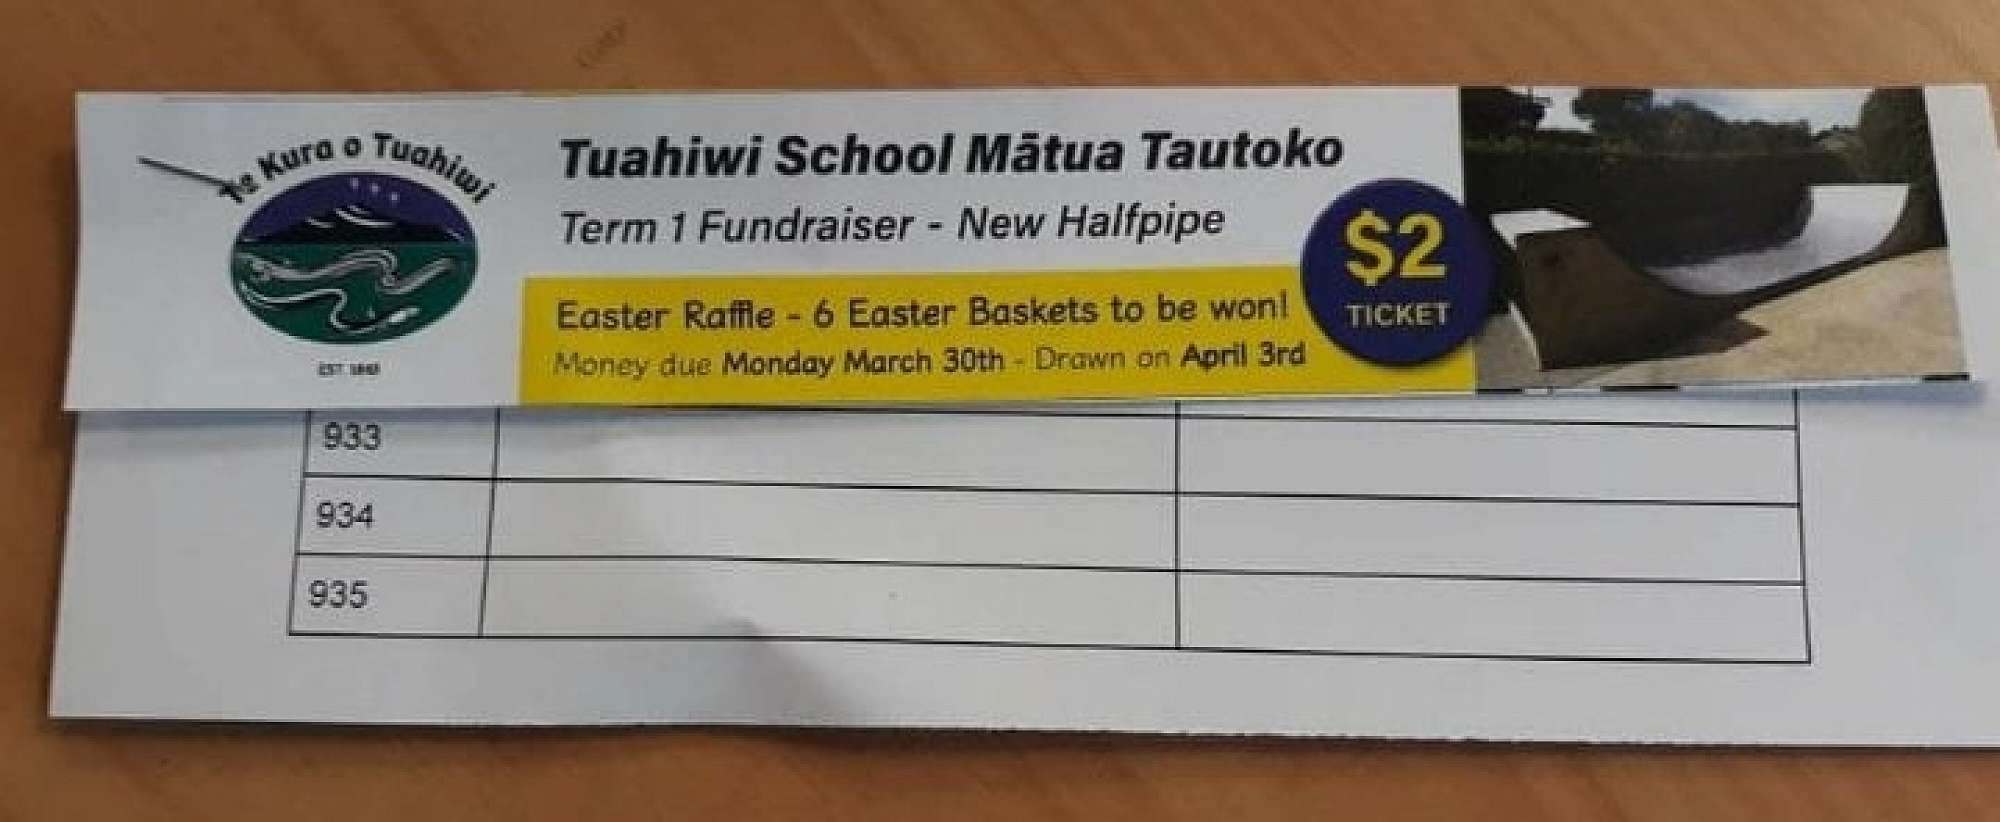 Te Kura o Tuahiwi
EST
Tuahiwi School Mātua Tautoko
Term 1 Fundraiser - New Halfpipe
$2
TICKET
Easter Raffle - 6 Easter Baskets to be won!
Money due Monday March 30th - Drawn on April 3rd
933
934
935